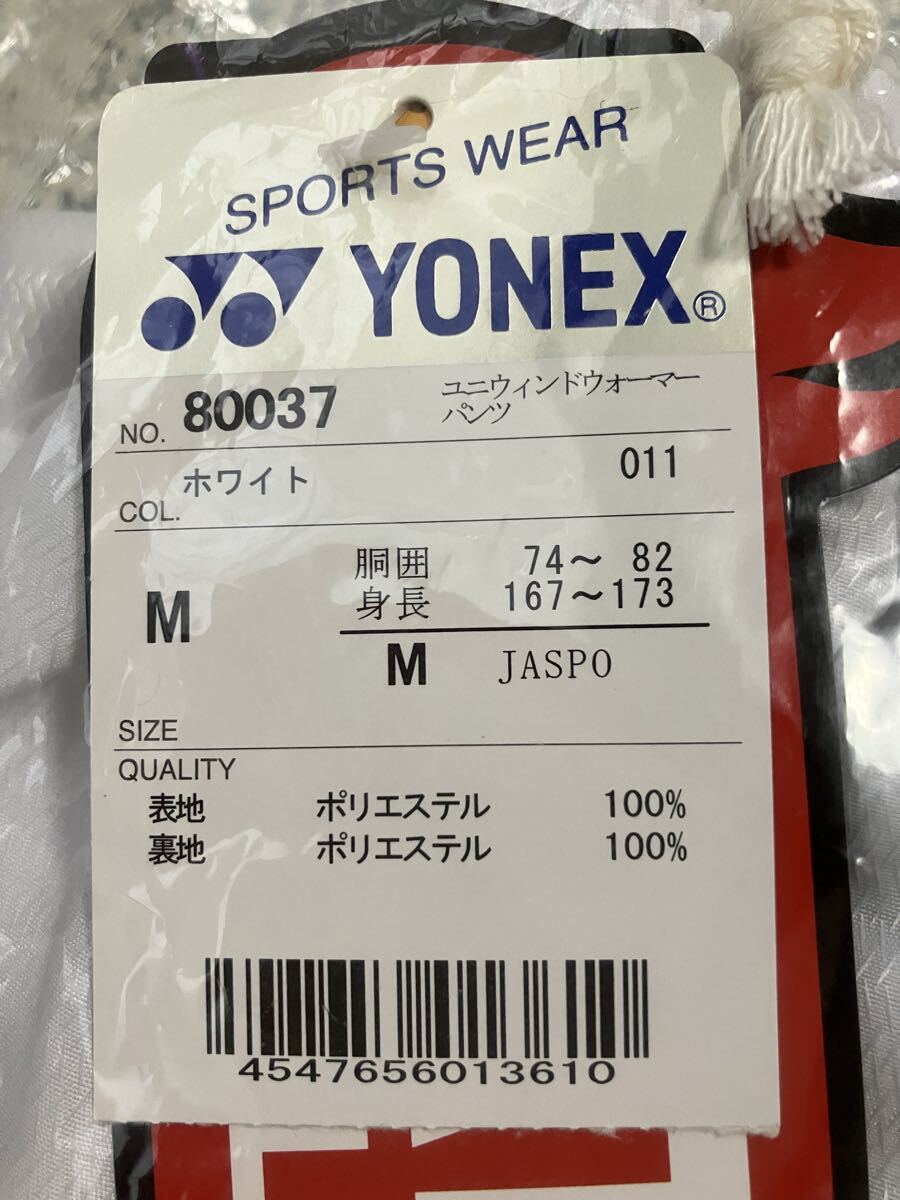 SPORTS WEAR
YONEX®
NO. 80037 ユニウィンドウォーマー
パンツ
COL. ホワイト 011
胴囲 74～ 82
M 身長 167～173
M JASPO
SIZE
QUALITY
表地 ポリエステル 100%
裏地 ポリエステル 100%
4547656013610